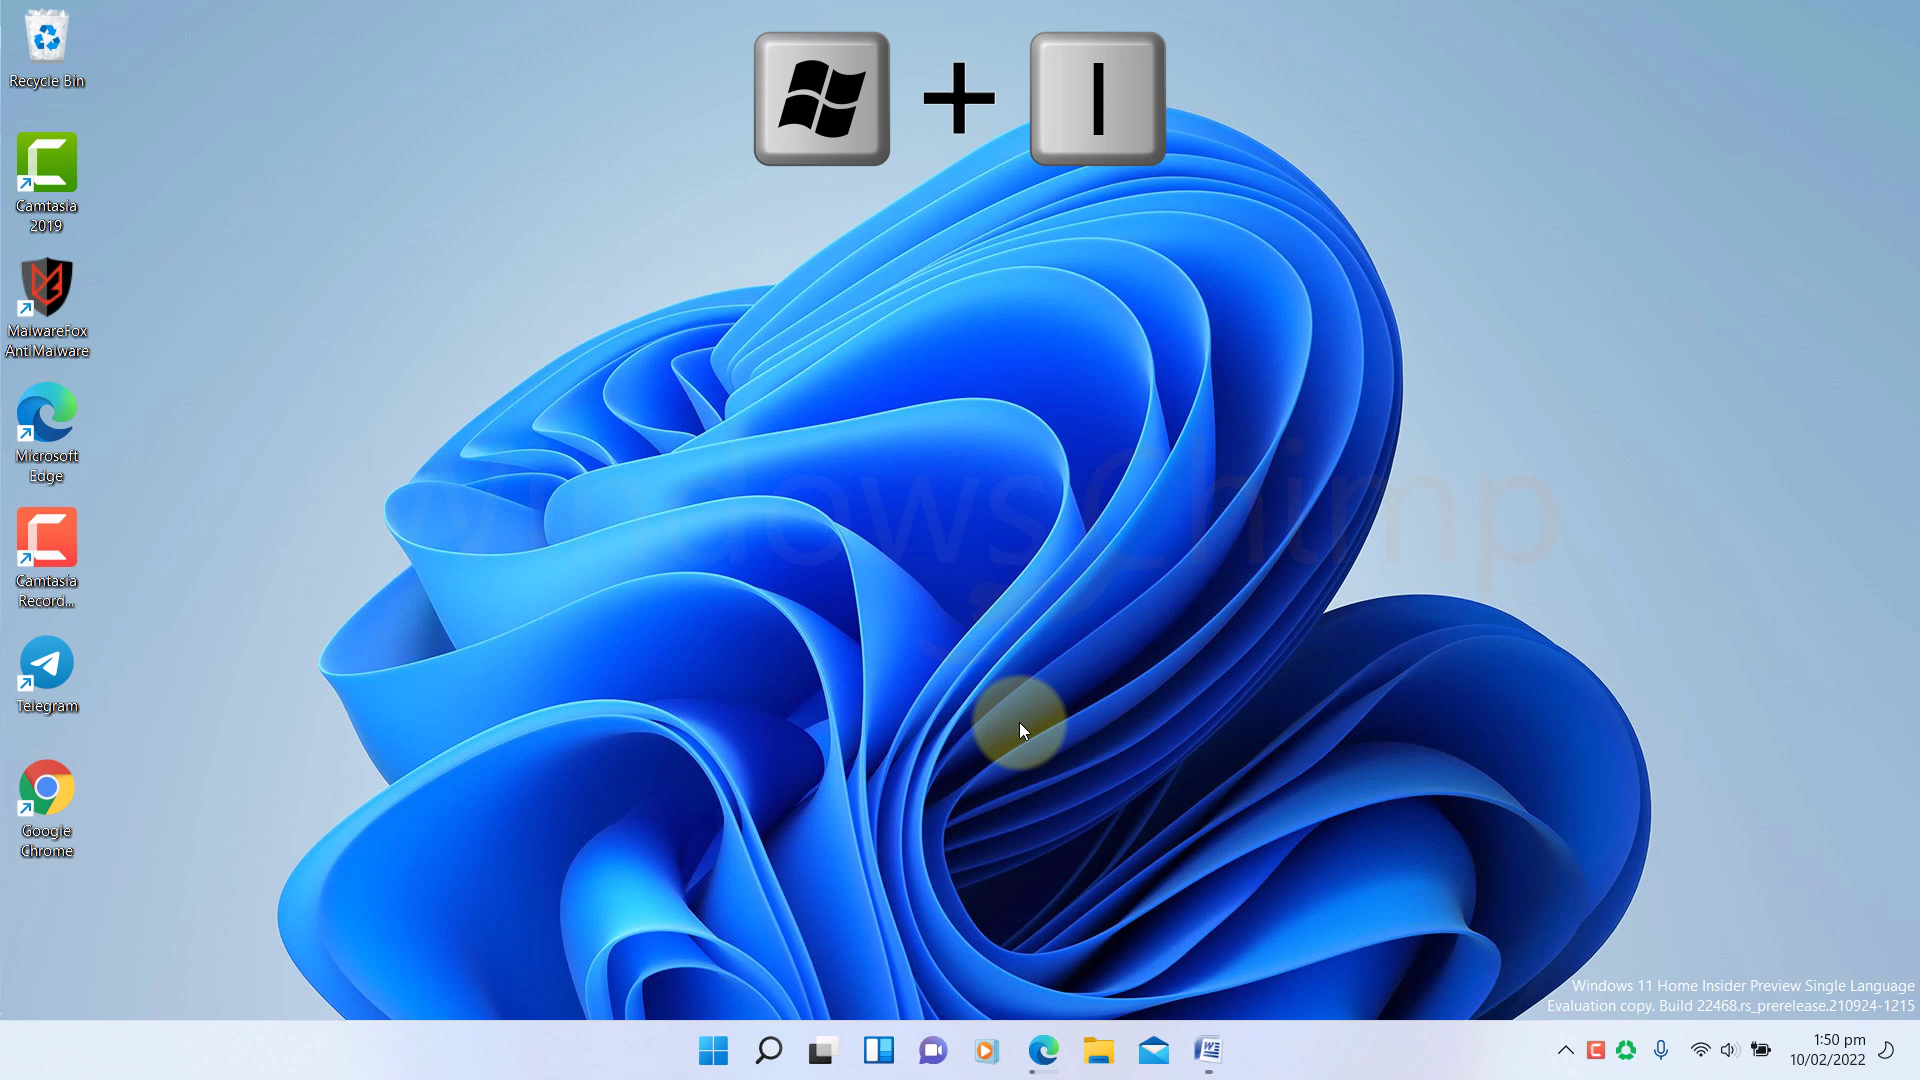 Recycle Bin
+
I
Camtasia
2019
MalwareFox
AntiMalware
Microsoft
Edge
WindowsChimp
Camtasia
Record...
Telegram
Google
Chrome
Windows 11 Home Insider Preview Single Language
Evaluation copy. Build 22468.rs_prerelease.210924-1215
1:50 pm
10/02/2022